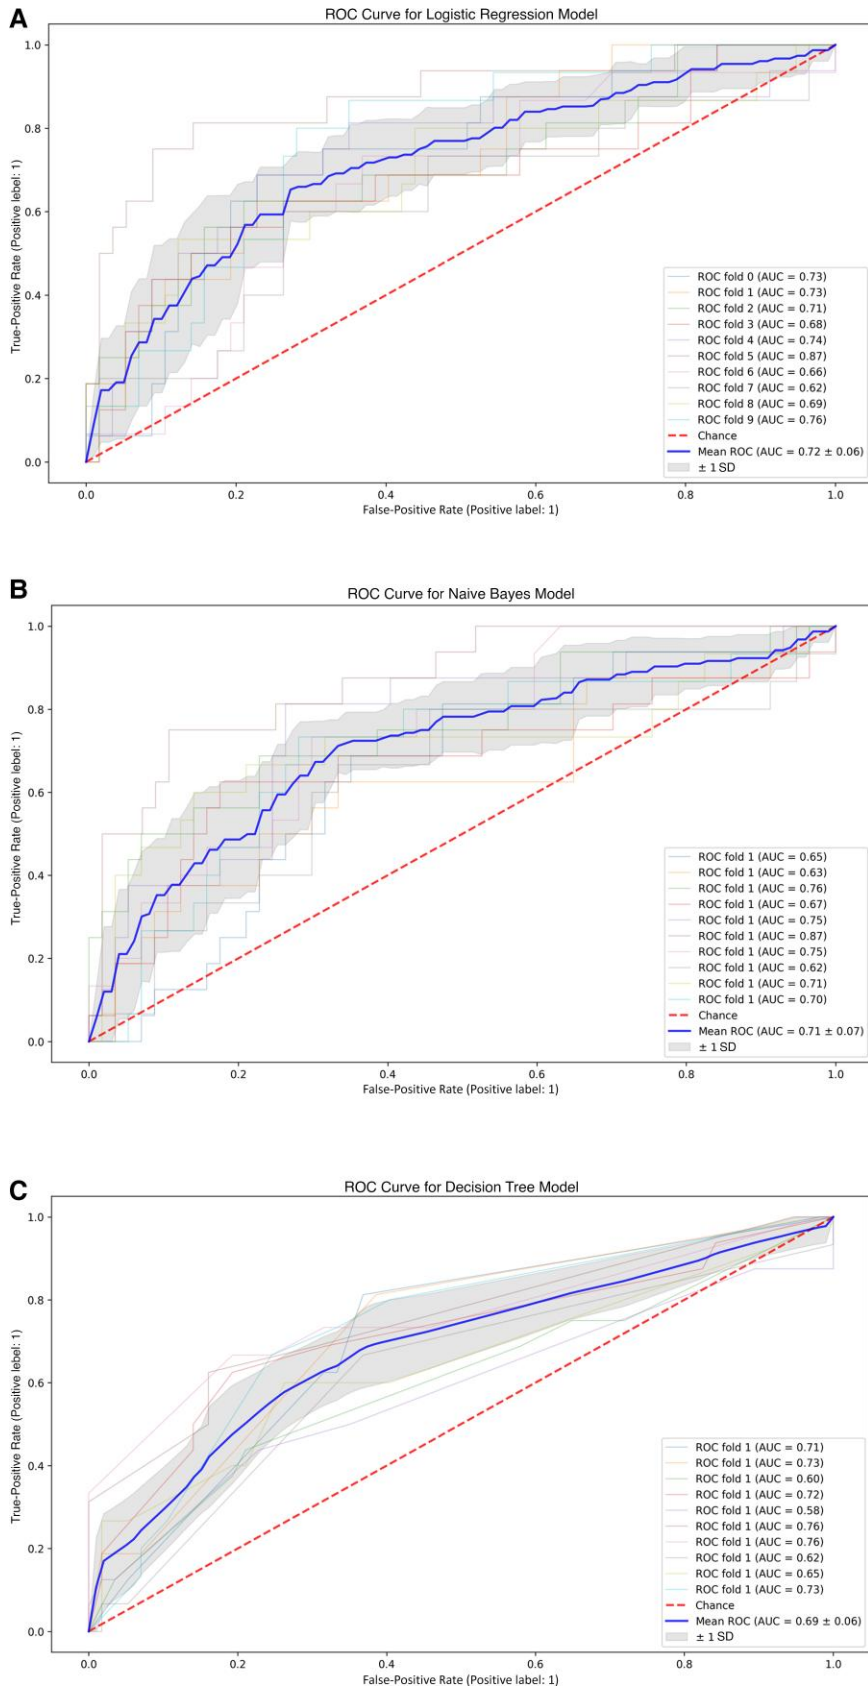 A
ROC Curve for Logistic Regression Model
1.0
0.8
0.6
0.4
0.2
0.0
True-Positive Rate (Positive lebel: 1)
ROC fold 0 (AUC = 0.73)
ROC fold 1 (AUC = 0.73)
ROC fold 2 (AUC = 0.71)
ROC fold 3 (AUC = 0.68)
ROC fold 4 (AUC = 0.74)
ROC fold 5 (AUC = 0.87)
ROC fold 6 (AUC = 0.66)
ROC fold 7 (AUC = 0.62)
ROC fold 8 (AUC = 0.69)
ROC fold 9 (AUC = 0.76)
Chance
Mean ROC (AUC = 0.72 ± 0.06)
± 1 SD
0.0 0.2 0.4 0.6 0.8 1.0
False-Positive Rate (Positive label: 1)
B
ROC Curve for Naive Bayes Model
1.0
0.8
0.6
0.4
0.2
0.0
True-Positive Rate (Positive lebel: 1)
ROC fold 1 (AUC = 0.65)
ROC fold 1 (AUC = 0.63)
ROC fold 1 (AUC = 0.76)
ROC fold 1 (AUC = 0.67)
ROC fold 1 (AUC = 0.75)
ROC fold 1 (AUC = 0.87)
ROC fold 1 (AUC = 0.75)
ROC fold 1 (AUC = 0.62)
ROC fold 1 (AUC = 0.71)
ROC fold 1 (AUC = 0.70)
Chance
Mean ROC (AUC = 0.71 ± 0.07)
± 1 SD
0.0 0.2 0.4 0.6 0.8 1.0
False-Positive Rate (Positive label: 1)
C
ROC Curve for Decision Tree Model
1.0
0.8
0.6
0.4
0.2
0.0
True-Positive Rate (Positive lebel: 1)
ROC fold 1 (AUC = 0.71)
ROC fold 1 (AUC = 0.73)
ROC fold 1 (AUC = 0.60)
ROC fold 1 (AUC = 0.72)
ROC fold 1 (AUC = 0.58)
ROC fold 1 (AUC = 0.76)
ROC fold 1 (AUC = 0.76)
ROC fold 1 (AUC = 0.62)
ROC fold 1 (AUC = 0.65)
ROC fold 1 (AUC = 0.73)
Chance
Mean ROC (AUC = 0.69 ± 0.06)
± 1 SD
0.0 0.2 0.4 0.6 0.8 1.0
False-Positive Rate (Positive label: 1)